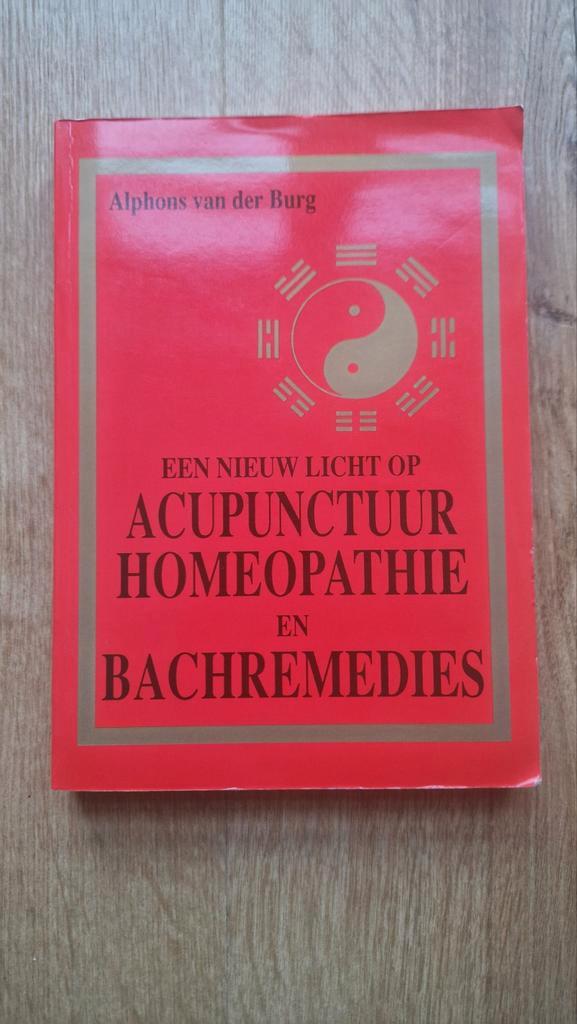 Alphons van der Burg
EEN NIEUW LICHT OP
ACUPUNCTUUR
HOMEOPATHIE
EN
BACHREMEDIES